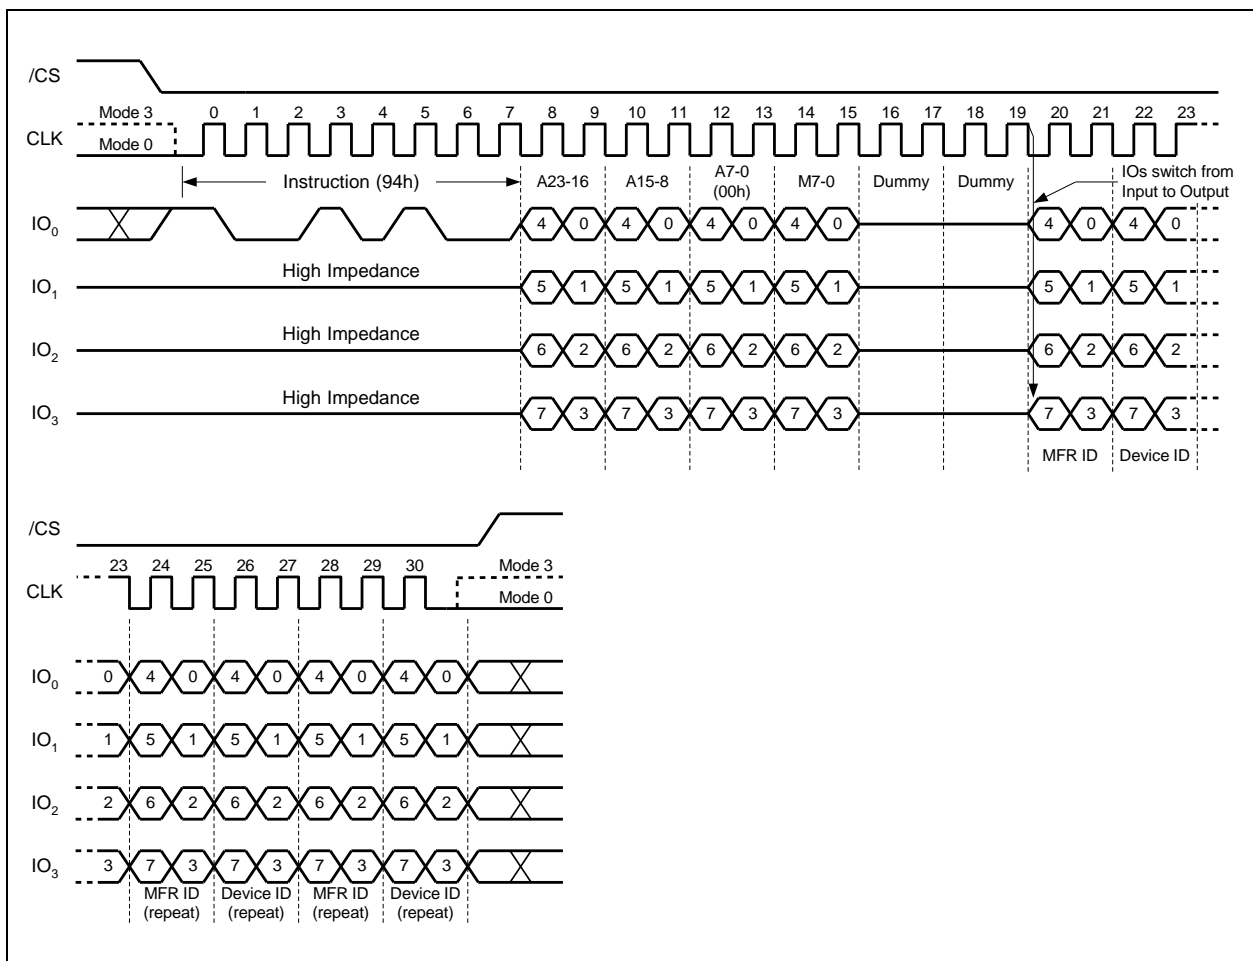 /CS
Mode 3 0 1 2 3 4 5 6 7 8 9 10 11 12 13 14 15 16 17 18 19 20 21 22 23
CLK Mode 0
Instruction (94h) A23-16 A15-8 A7-0 (00h) M7-0 Dummy Dummy IOs switch from
Input to Output
IO0 4 0 4 0 4 0 4 0 4 0 4 0
High Impedance
IO1 5 1 5 1 5 1 5 1 5 1 5 1
High Impedance
IO2 6 2 6 2 6 2 6 2 6 2 6 2
High Impedance
IO3 7 3 7 3 7 3 7 3 7 3 7 3
MFR ID Device ID
/CS
23 24 25 26 27 28 29 30 Mode 3
CLK Mode 0
IO0 0 4 0 4 0 4 0 4 0
IO1 1 5 1 5 1 5 1 5 1
IO2 2 6 2 6 2 6 2 6 2
IO3 3 7 3 7 3 7 3 7 3
MFR ID Device ID MFR ID Device ID
(repeat) (repeat) (repeat) (repeat)